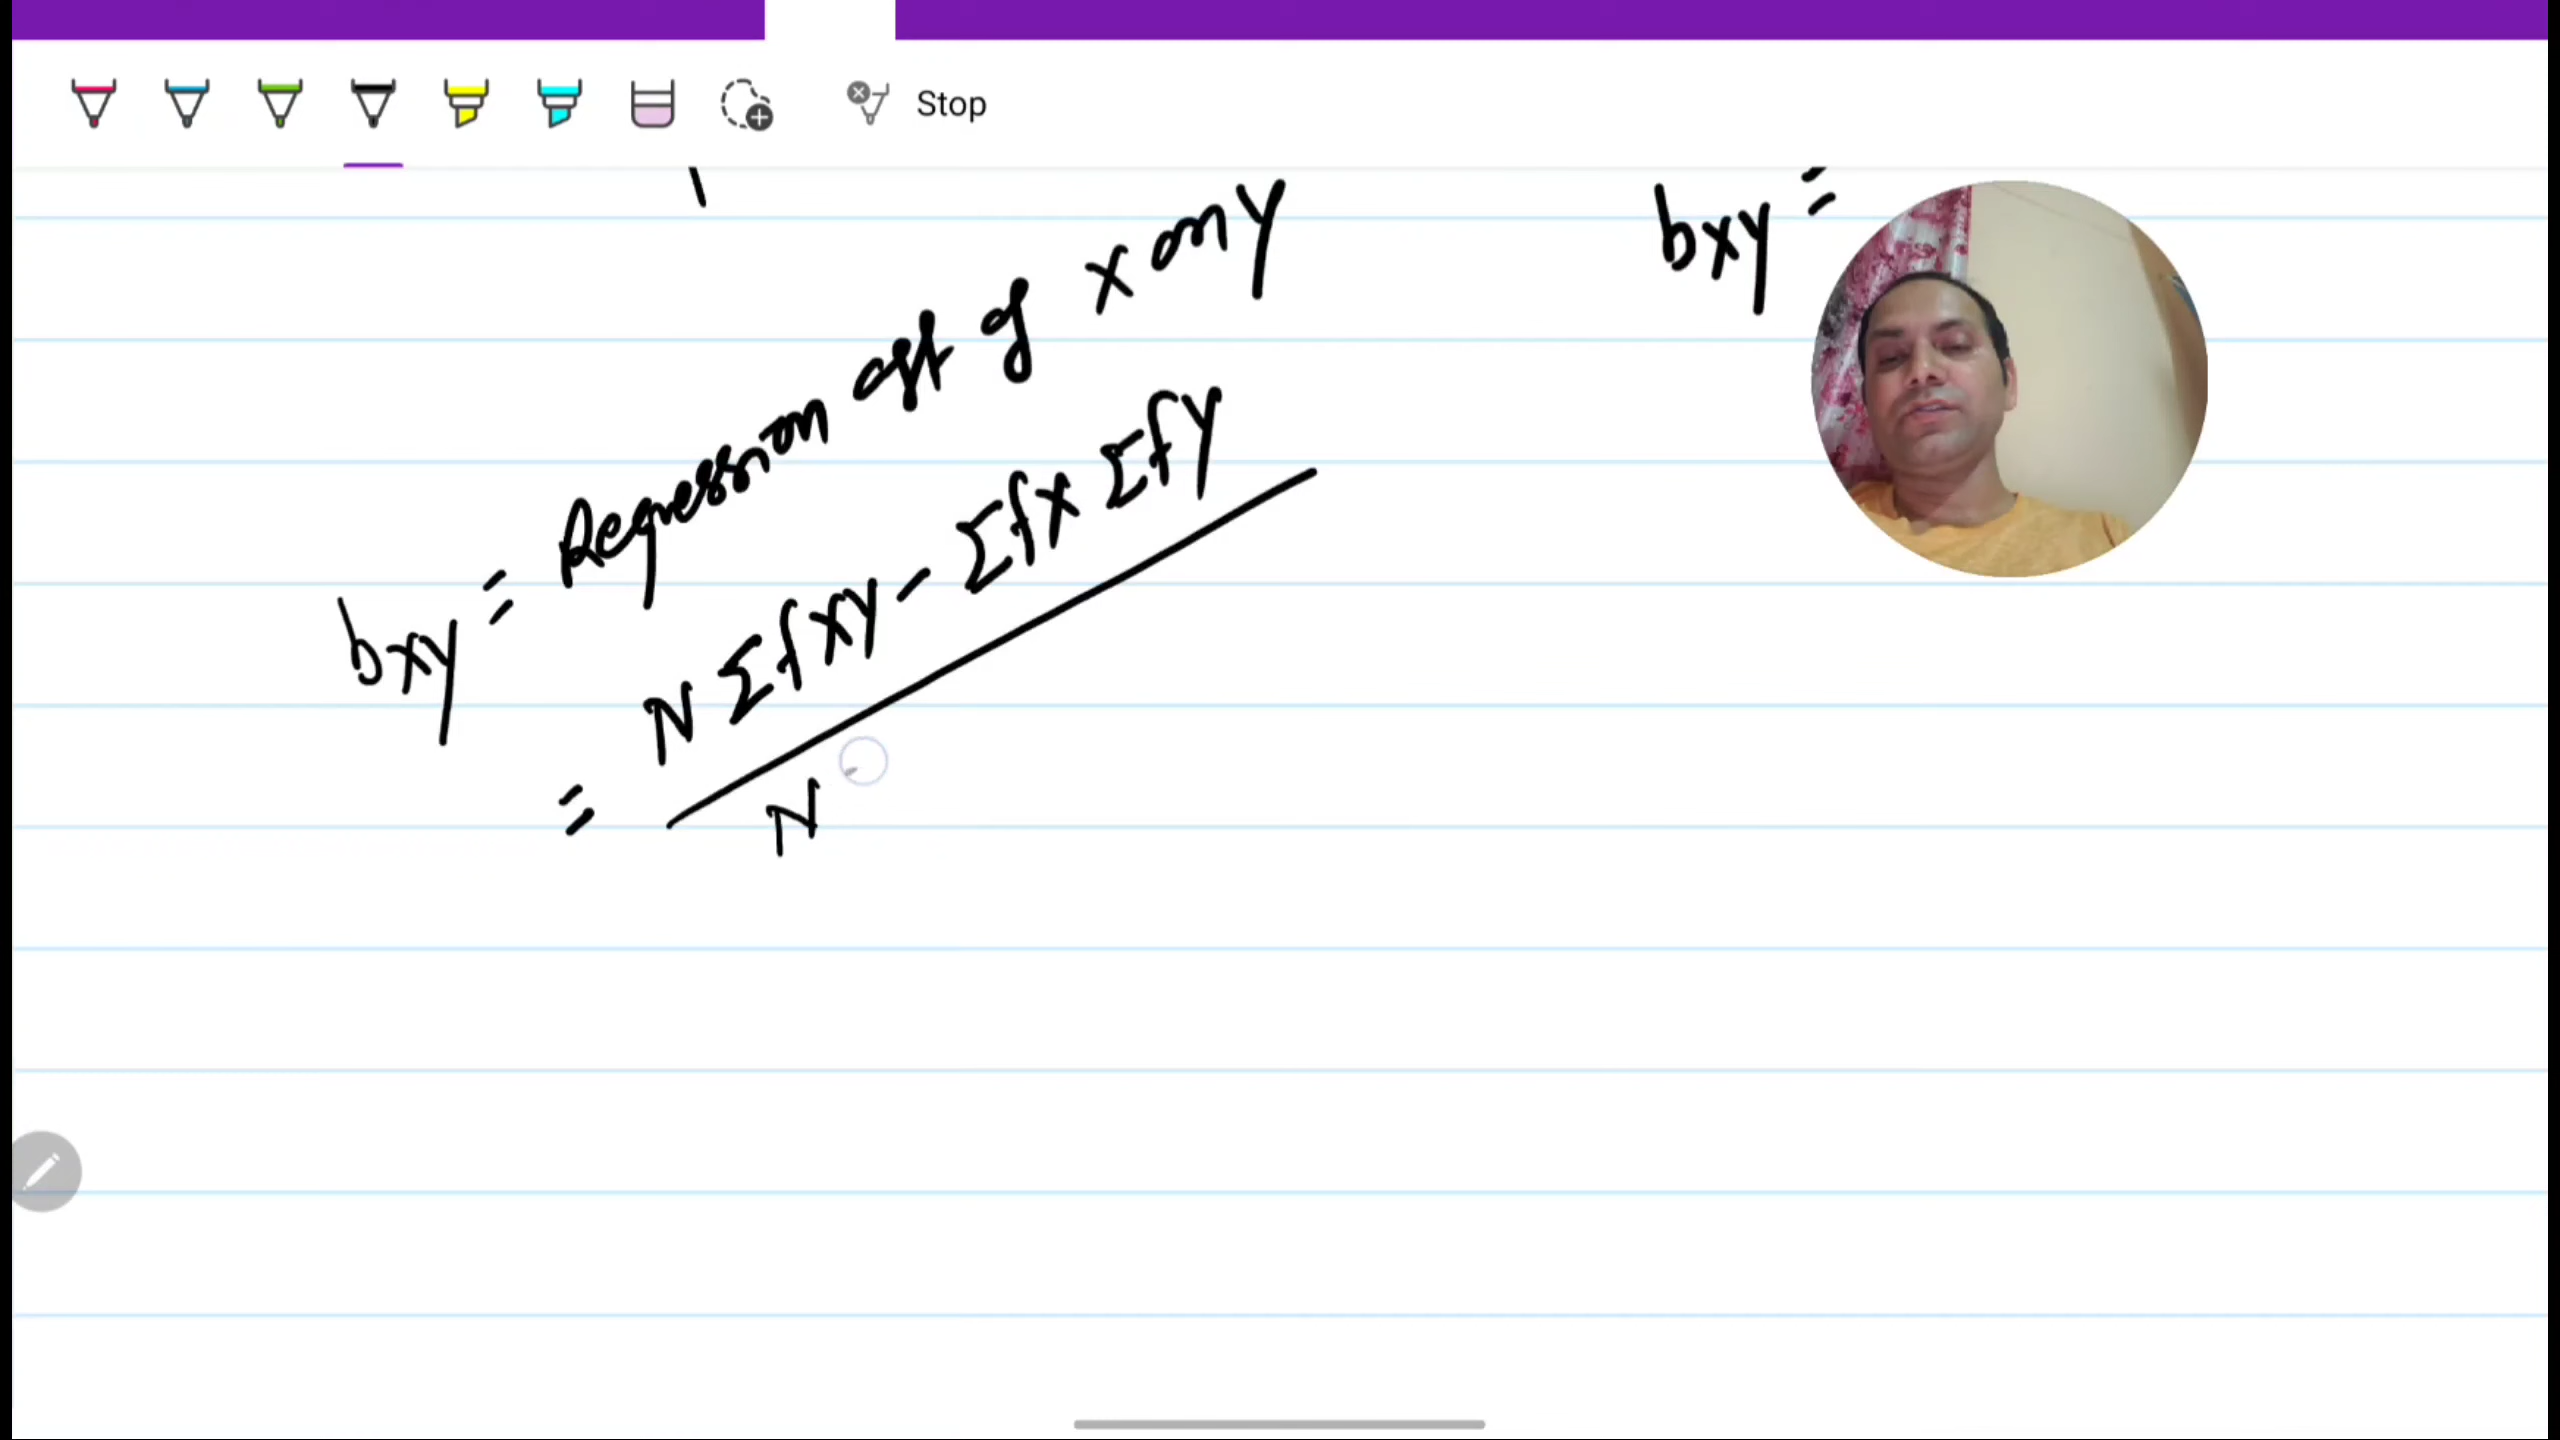 Stop
bxy =
bxy = Regression cff of x on y
= N Σfxy - Σfx Σfy
N